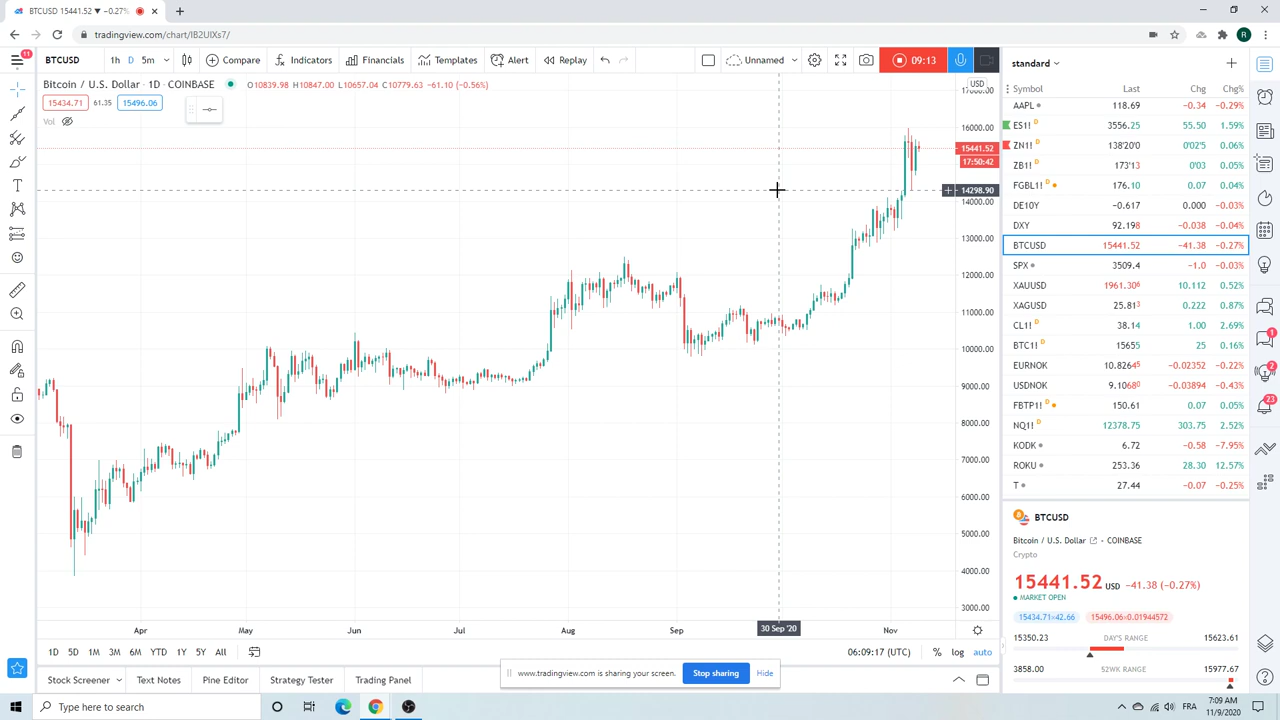 BTCUSD 15441.52 ▼ −0.27%
tradingview.com/chart/IB2UIXs7/
R
11
BTCUSD 1h D 5m Compare Indicators Financials Templates Alert Replay Unnamed 09:13
Bitcoin / U.S. Dollar · 1D · COINBASE H10847.00 L10657.04 C10779.63 −61.10 (−0.56%)
15434.71 61.35 15496.06
Vol
USD
17000.00
16000.00
15441.52
17:50:42
14298.90
14000.00
13000.00
12000.00
11000.00
10000.00
9000.00
8000.00
7000.00
6000.00
5000.00
4000.00
3000.00
Apr May Jun Jul Aug Sep 30 Sep '20 Nov
1D 5D 1M 3M 6M YTD 1Y 5Y All 06:09:17 (UTC) % log auto
Stock Screener Text Notes Pine Editor Strategy Tester Trading Panel
www.tradingview.com is sharing your screen. Stop sharing Hide
standard
Symbol Last Chg Chg%
AAPL 118.69 −0.34 −0.29%
ES1! D 3556.25 55.50 1.59%
ZN1! D 138'20'0 0'02'5 0.06%
ZB1! D 173'13 0'03 0.05%
FGBL1! D 176.10 0.07 0.04%
DE10Y −0.617 0.000 −0.03%
DXY 92.198 −0.038 −0.04%
BTCUSD 15441.52 −41.38 −0.27%
SPX 3509.4 −1.0 −0.03%
XAUUSD 1961.306 10.112 0.52%
XAGUSD 25.813 0.222 0.87%
CL1! D 38.14 1.00 2.69%
BTC1! D 15655 25 0.16%
EURNOK 10.82645 −0.02352 −0.22%
USDNOK 9.10680 −0.03894 −0.43%
FBTP1! D 150.61 0.07 0.05%
NQ1! D 12378.75 303.75 2.52%
KODK 6.72 −0.58 −7.95%
ROKU 253.36 28.30 12.57%
T 27.44 −0.07 −0.25%
BTCUSD
Bitcoin / U.S. Dollar · COINBASE
Crypto
15441.52 USD −41.38 (−0.27%)
MARKET OPEN
15434.71×42.66 15496.06×0.01944572
15350.23 DAY'S RANGE 15623.61
3858.00 52WK RANGE 15977.67
1
2
23
Type here to search
FRA
7:09 AM
11/9/2020